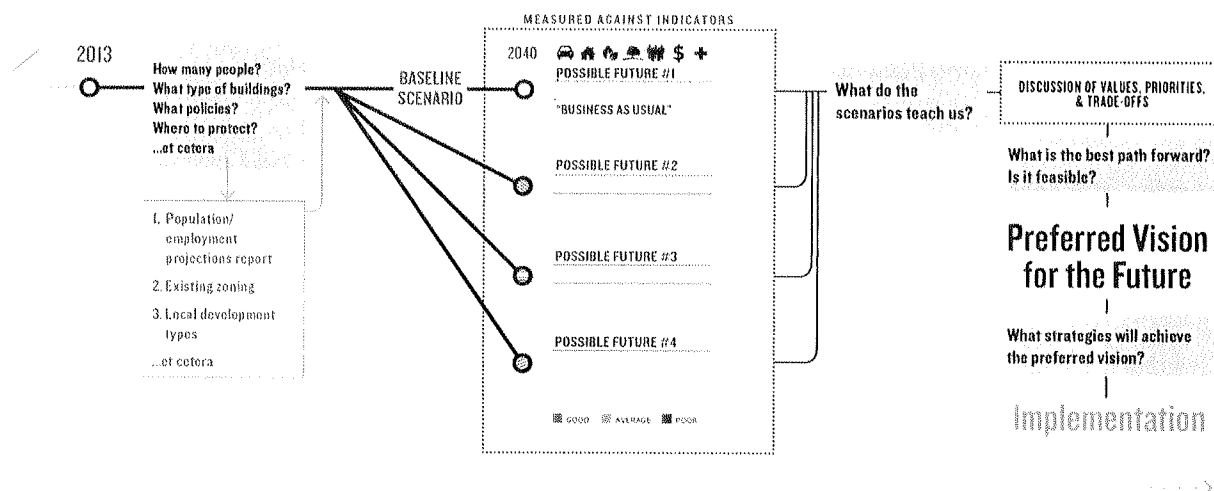 MEASURED AGAINST INDICATORS
2013
How many people?
What type of buildings?
What policies?
Where to protect?
...et cetera
1. Population/
employment
projections report
2. Existing zoning
3. Local development
types
...et cetera
BASELINE
SCENARIO
2040
$ +
POSSIBLE FUTURE #1
"BUSINESS AS USUAL"
POSSIBLE FUTURE #2
POSSIBLE FUTURE #3
POSSIBLE FUTURE #4
GOOD AVERAGE POOR
What do the
scenarios teach us?
DISCUSSION OF VALUES, PRIORITIES,
& TRADE-OFFS
What is the best path forward?
Is it feasible?
Preferred Vision
for the Future
What strategies will achieve
the preferred vision?
Implementation